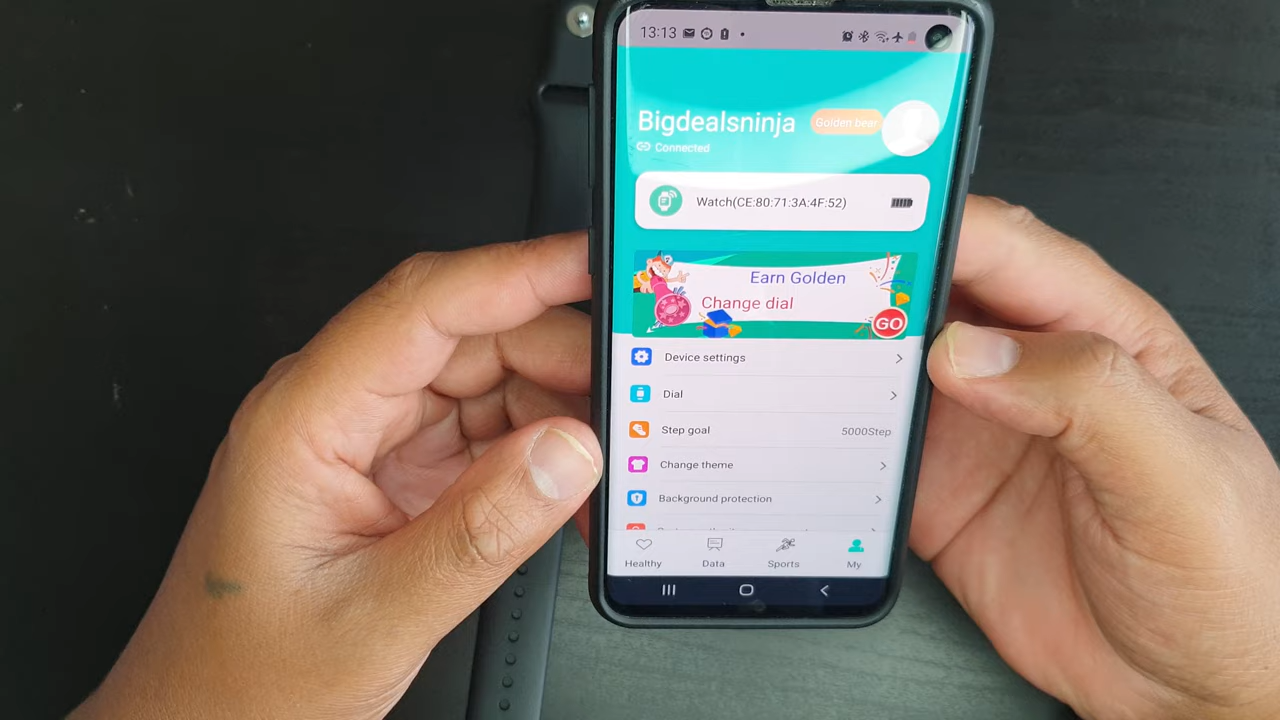 13:13
Bigdealsninja
Golden bear
Connected
Watch(CE:80:71:3A:4F:52)
Earn Golden
Change dial
GO
Device settings
Dial
Step goal 5000Step
Change theme
Background protection
Healthy Data Sports My